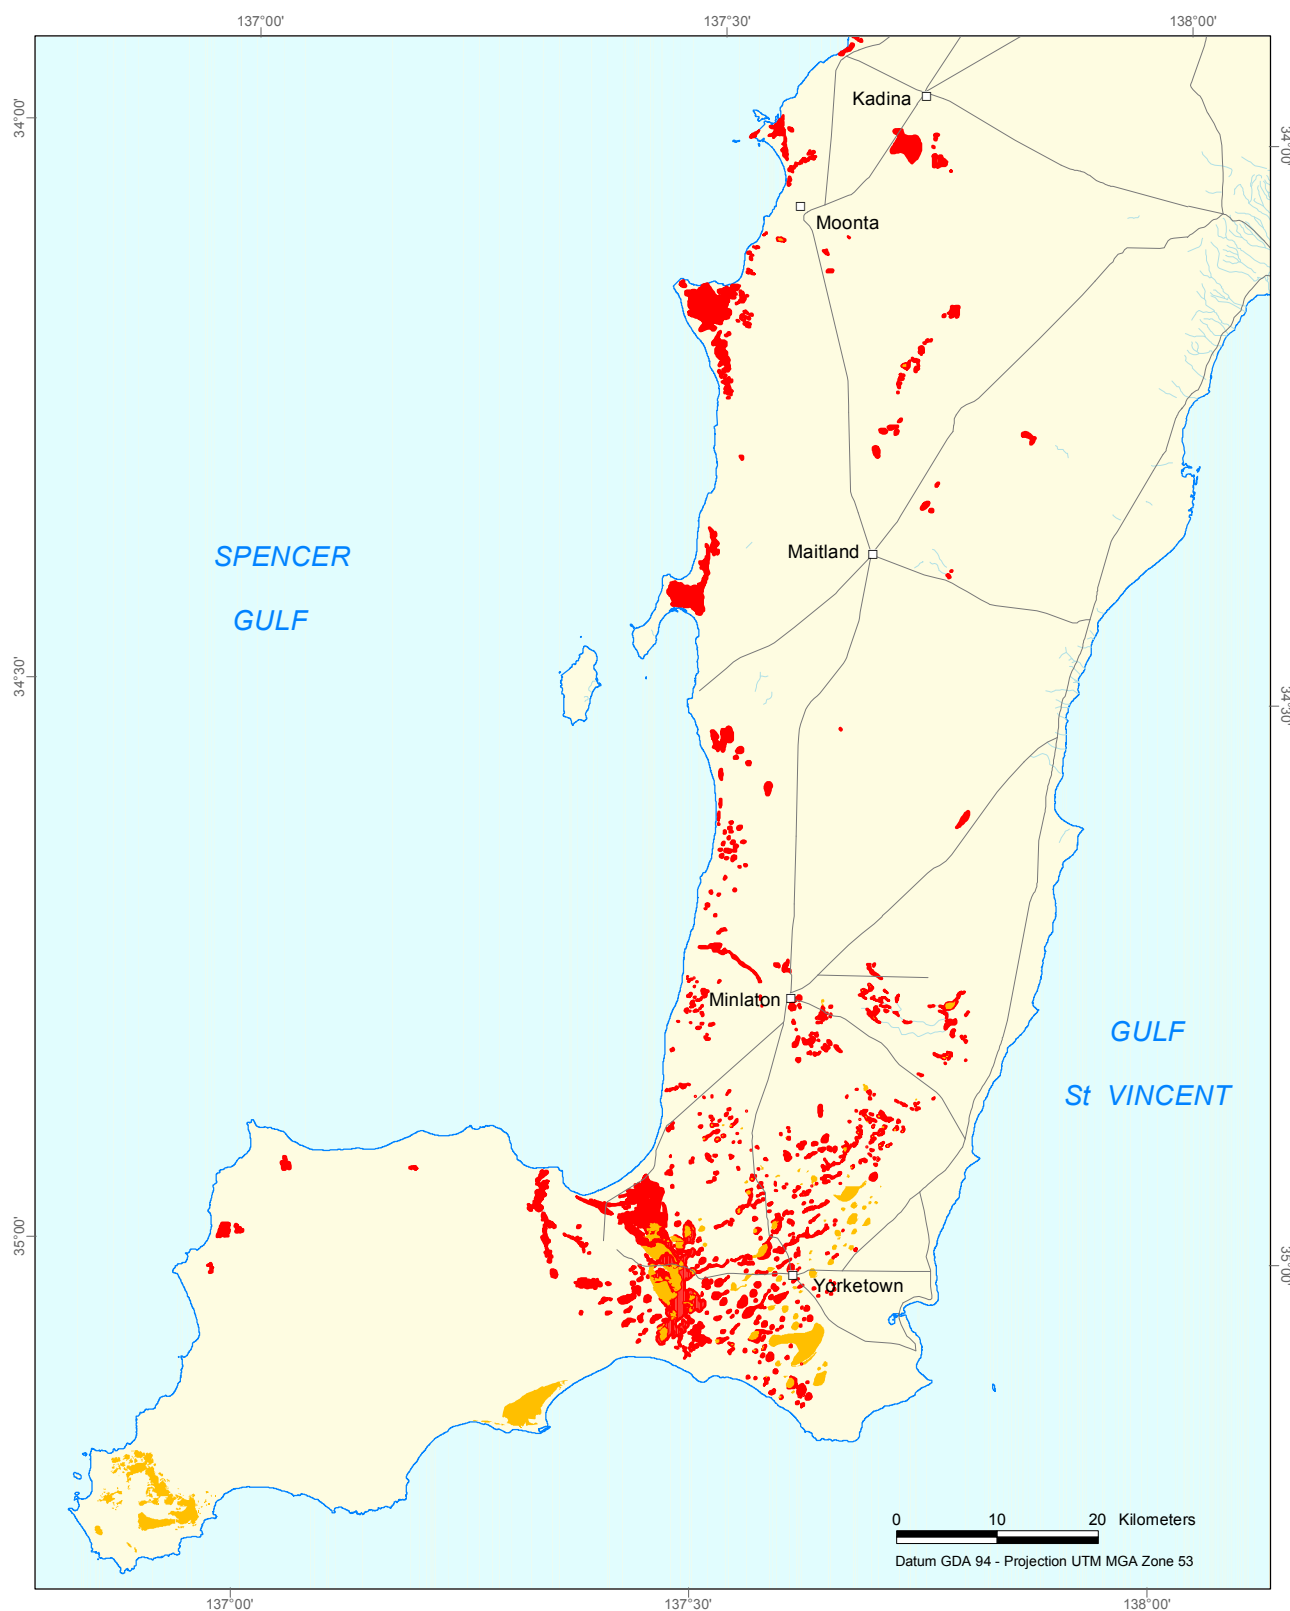 137°00'
137°30'
138°00'
Kadina
34°00'
34°00'
Moonta
SPENCER
GULF
Maitland
34°30'
34°30'
Minlaton
GULF
St VINCENT
35°00'
35°00'
Yorketown
0 10 20 Kilometers
Datum GDA 94 - Projection UTM MGA Zone 53
137°00'
137°30'
138°00'